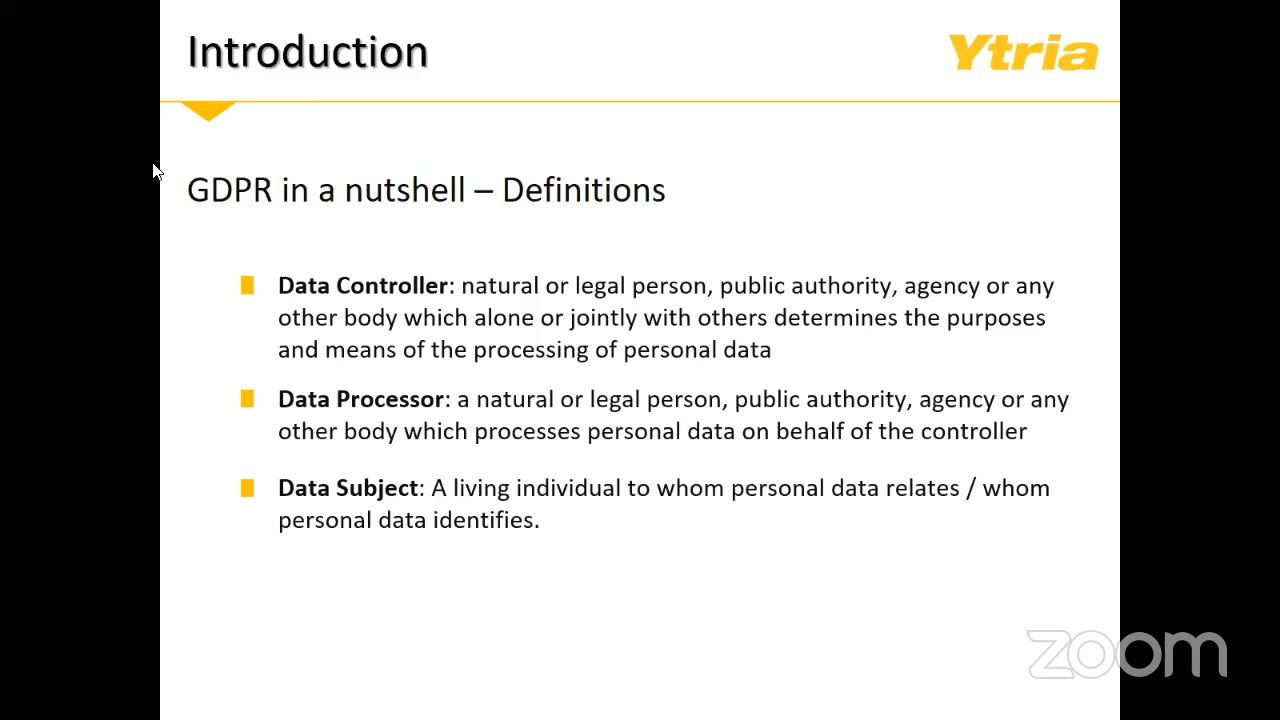 Introduction
Ytria
GDPR in a nutshell – Definitions
Data Controller: natural or legal person, public authority, agency or any
other body which alone or jointly with others determines the purposes
and means of the processing of personal data
Data Processor: a natural or legal person, public authority, agency or any
other body which processes personal data on behalf of the controller
Data Subject: A living individual to whom personal data relates / whom
personal data identifies.
zoom